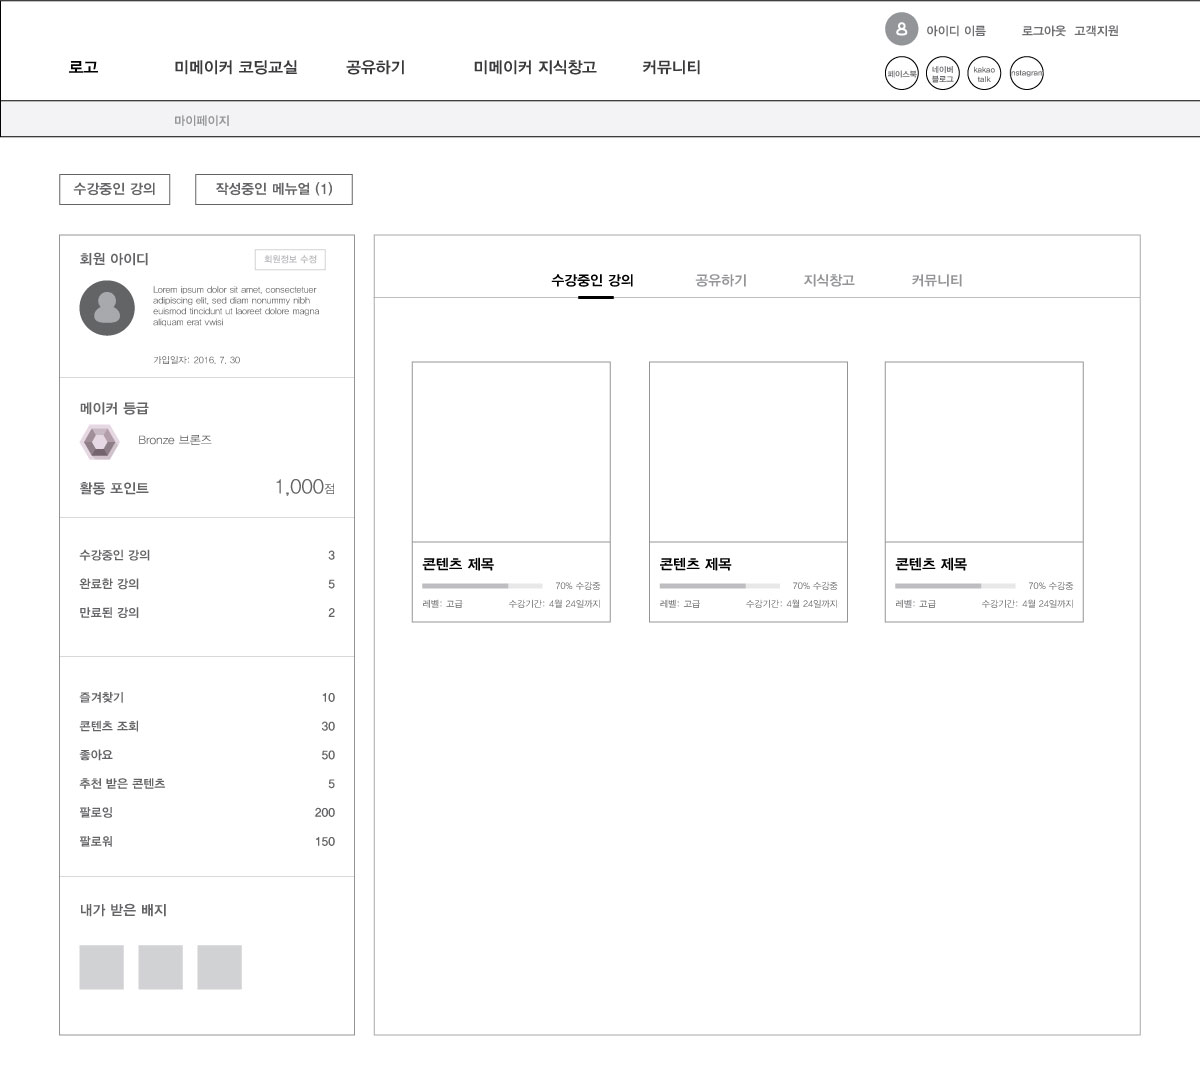 아이디 이름
로그아웃 고객지원
로고
미메이커 코딩교실
공유하기
미메이커 지식창고
커뮤니티
페이스북
네이버
블로그
kakao
talk
nstagram
마이페이지
수강중인 강의
작성중인 메뉴얼 (1)
회원 아이디
회원정보 수정
Lorem ipsum dolor sit amet, consectetuer
adipiscing elit, sed diam nonummy nibh
euismod tincidunt ut laoreet dolore magna
aliquam erat vwisi
가입일자: 2016. 7. 30
메이커 등급
Bronze 브론즈
활동 포인트
1,000점
수강중인 강의 3
완료한 강의 5
만료된 강의 2
즐겨찾기 10
콘텐츠 조회 30
좋아요 50
추천 받은 콘텐츠 5
팔로잉 200
팔로워 150
내가 받은 배지
수강중인 강의
공유하기
지식창고
커뮤니티
콘텐츠 제목
70% 수강중
레벨: 고급
수강기간: 4월 24일까지
콘텐츠 제목
70% 수강중
레벨: 고급
수강기간: 4월 24일까지
콘텐츠 제목
70% 수강중
레벨: 고급
수강기간: 4월 24일까지